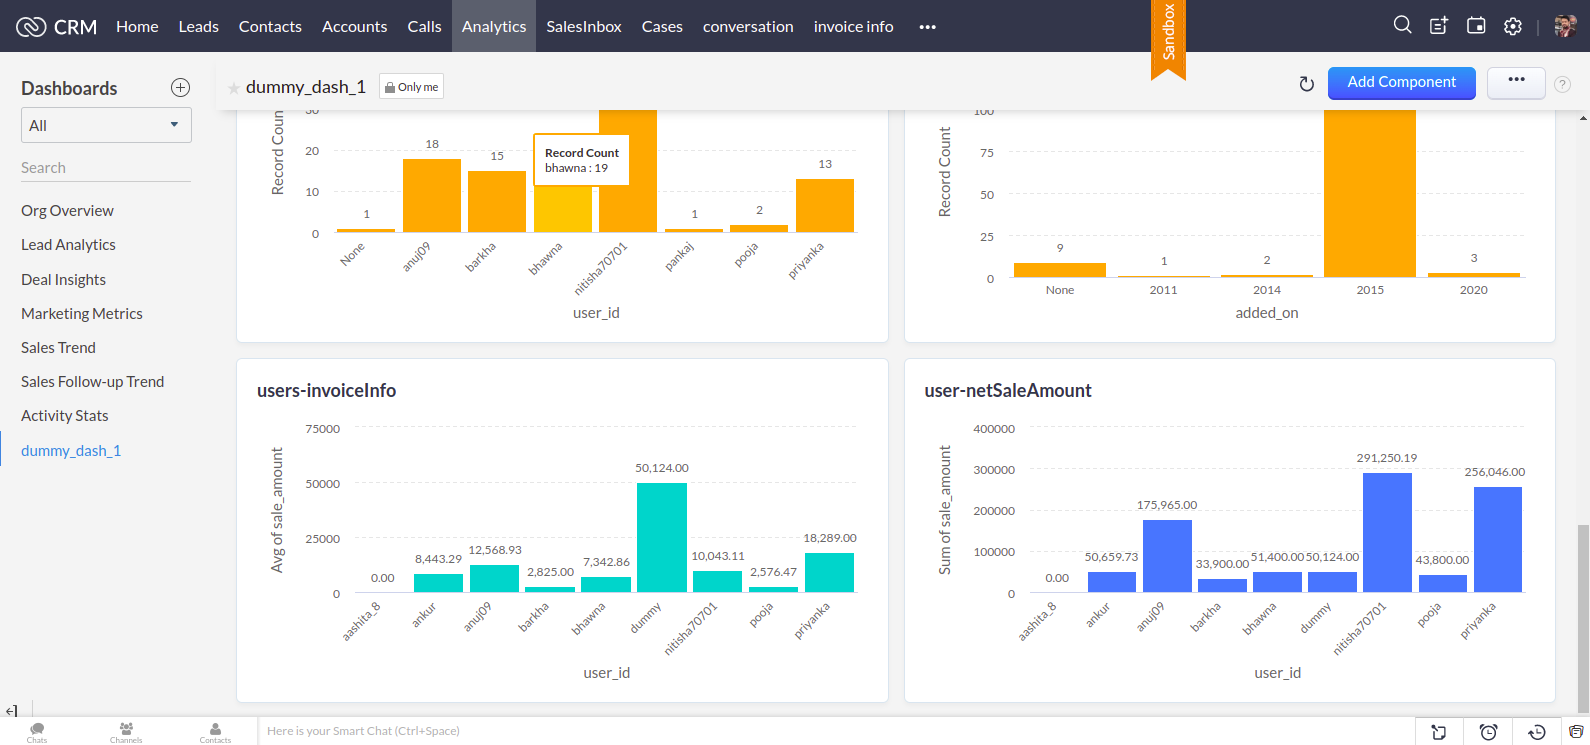 CRM Home Leads Contacts Accounts Calls Analytics SalesInbox Cases conversation invoice info
Sandbox
Dashboards
All
Search
Org Overview
Lead Analytics
Deal Insights
Marketing Metrics
Sales Trend
Sales Follow-up Trend
Activity Stats
dummy_dash_1
dummy_dash_1 Only me
Add Component
?
Record Coun
30
20
10
0
1
18
15
Record Count
bhawna : 19
1
2
13
None anuj09 barkha bhawna nitisha70701 pankaj pooja priyanka
user_id
Record Count
100
75
50
25
0
9
1
2
3
None 2011 2014 2015 2020
added_on
users-invoiceInfo
Avg of sale_amount
75000
50000
25000
0
0.00
8,443.29
12,568.93
2,825.00
7,342.86
50,124.00
10,043.11
2,576.47
18,289.00
aashita_8 ankur anuj09 barkha bhawna dummy nitisha70701 pooja priyanka
user_id
user-netSaleAmount
Sum of sale_amount
400000
300000
200000
100000
0
0.00
50,659.73
175,965.00
33,900.00
51,400.00
50,124.00
291,250.19
43,800.00
256,046.00
aashita_8 ankur anuj09 barkha bhawna dummy nitisha70701 pooja priyanka
user_id
Chats
Channels
Contacts
Here is your Smart Chat (Ctrl+Space)